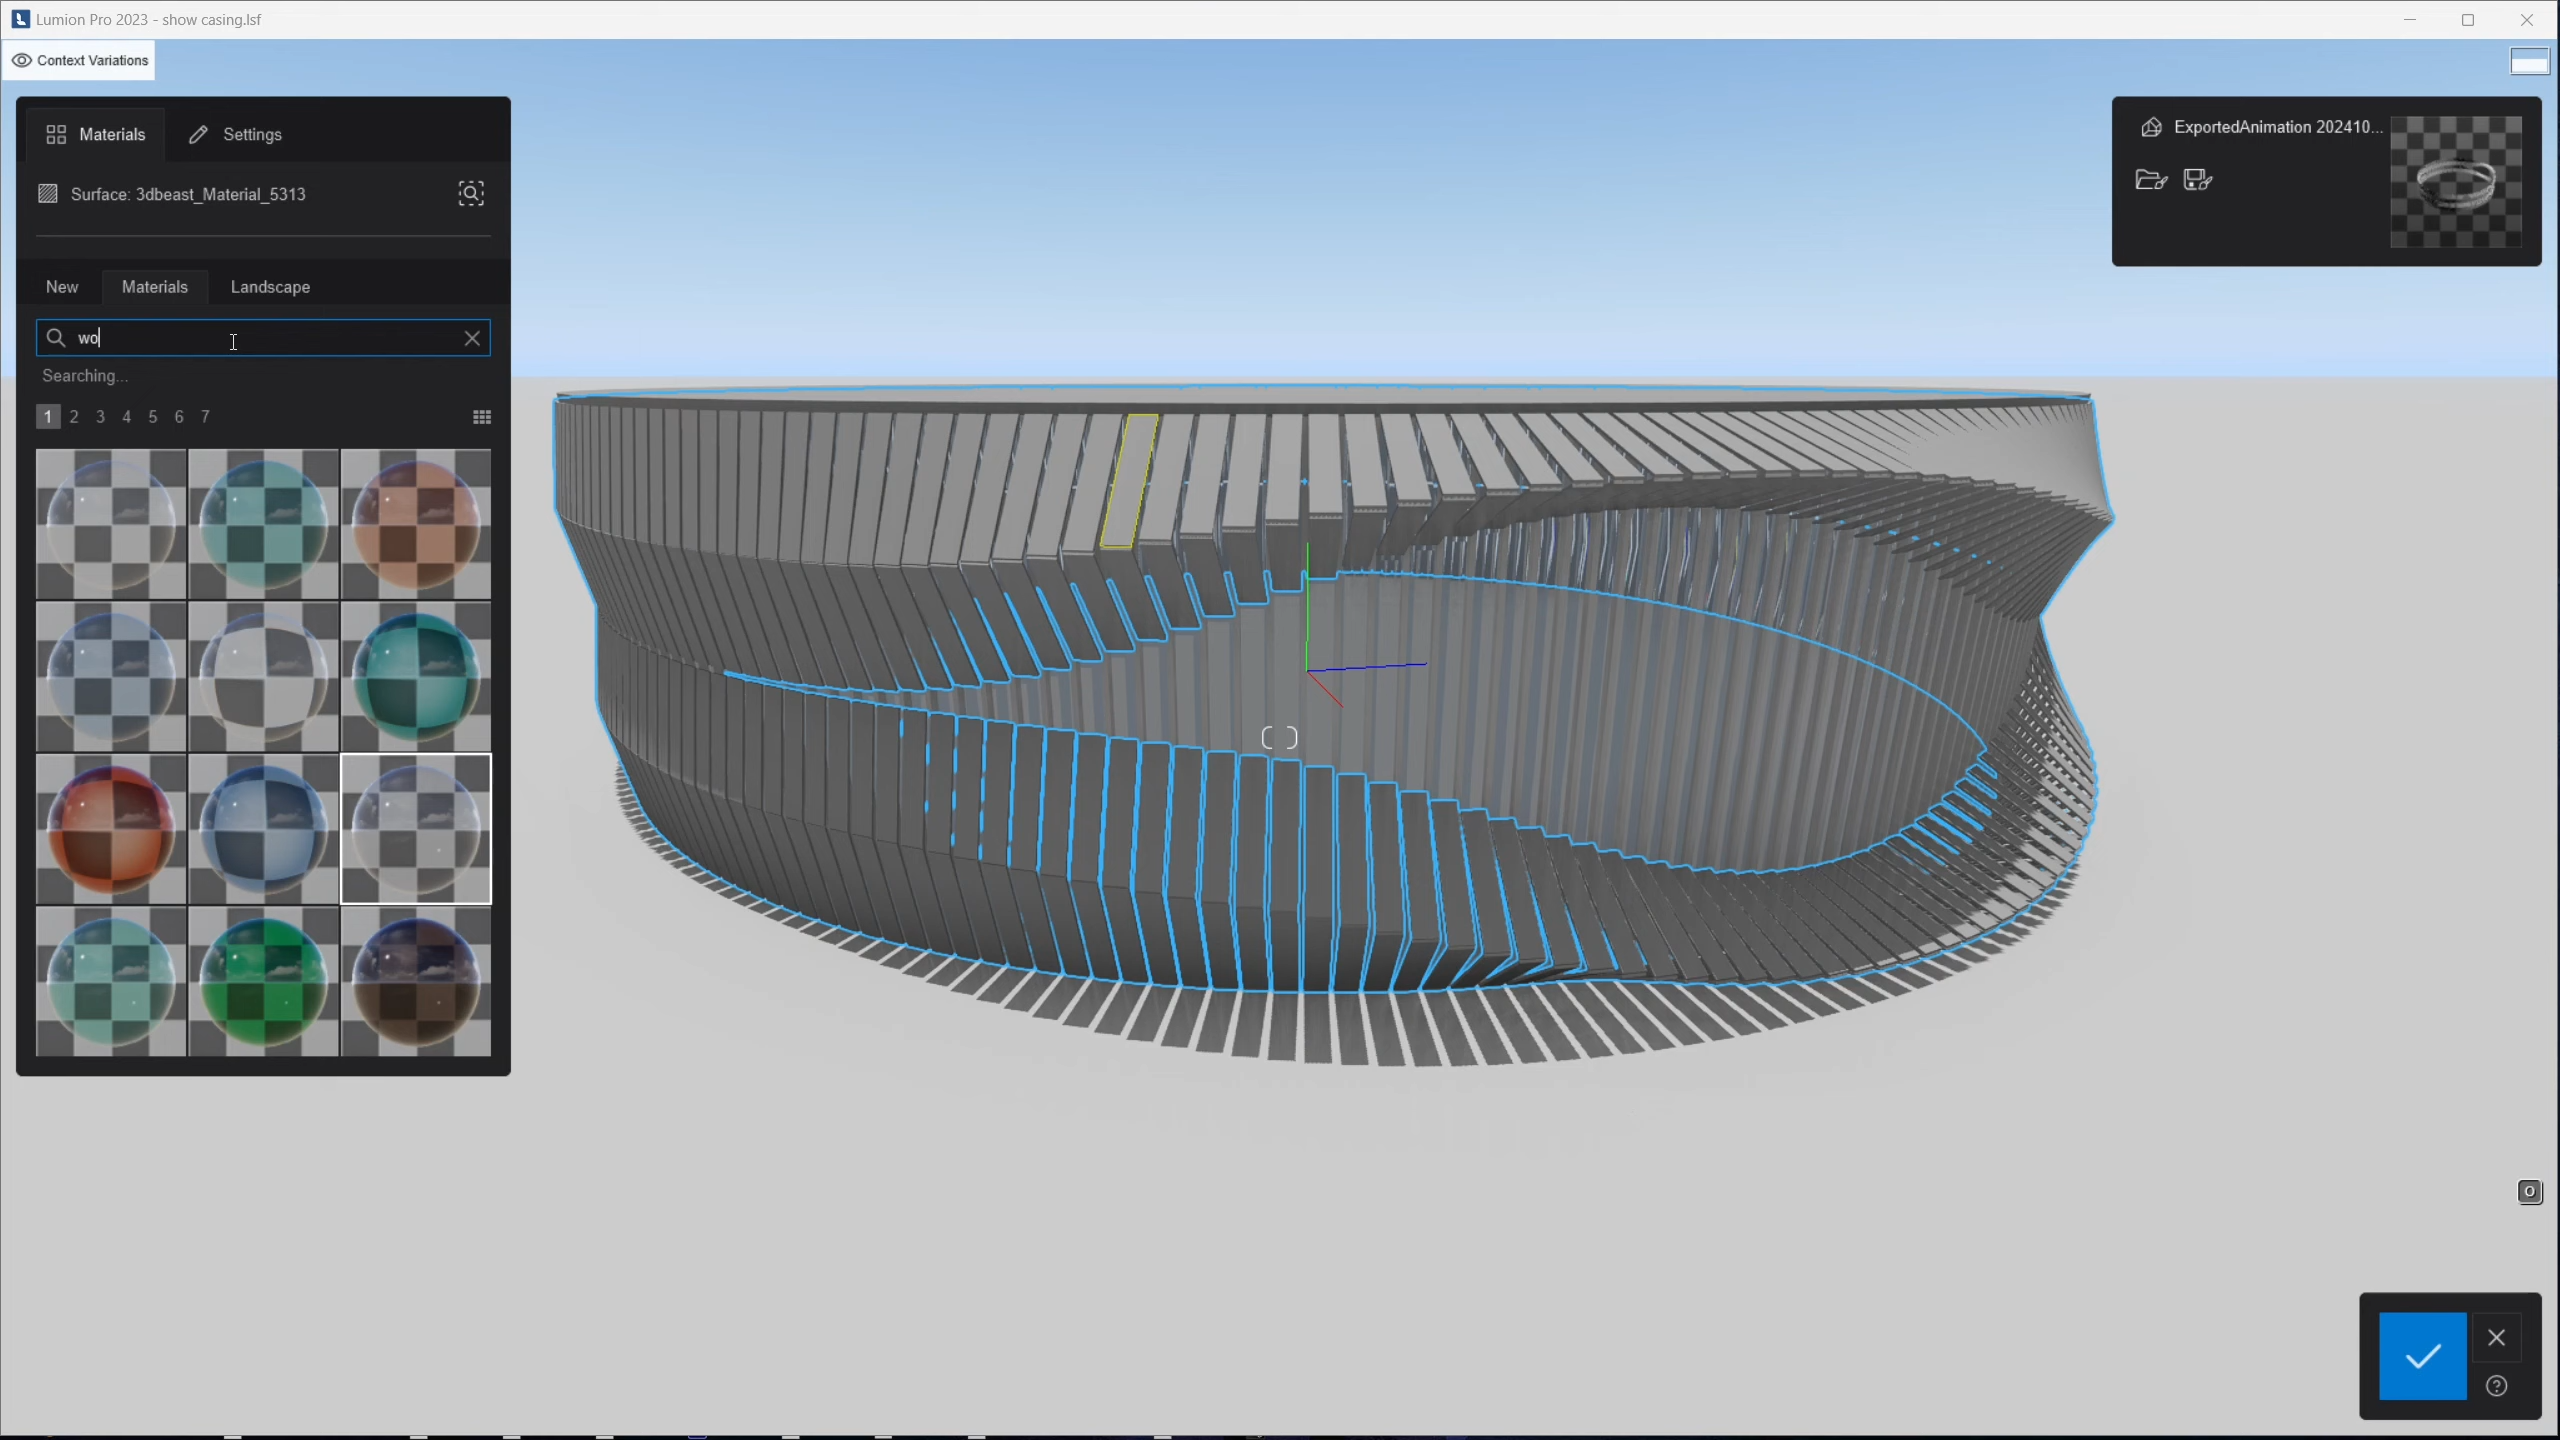 Lumion Pro 2023 - show casing.lsf
Context Variations
Materials Settings
Surface: 3dbeast_Material_5313
New Materials Landscape
wo
Searching...
1 2 3 4 5 6 7
ExportedAnimation 202410...
O